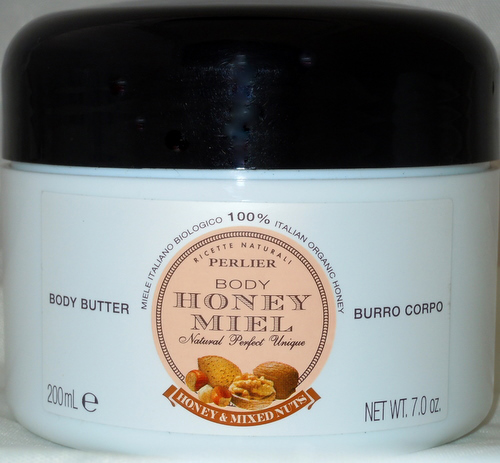 MIELE ITALIANO BIOLOGICO 100% ITALIAN ORGANIC HONEY
RICETTE NATURALI
PERLIER
BODY
HONEY
MIEL
Natural Perfect Unique
HONEY & MIXED NUTS
BODY BUTTER
BURRO CORPO
200mL e
NET WT. 7.0 oz.